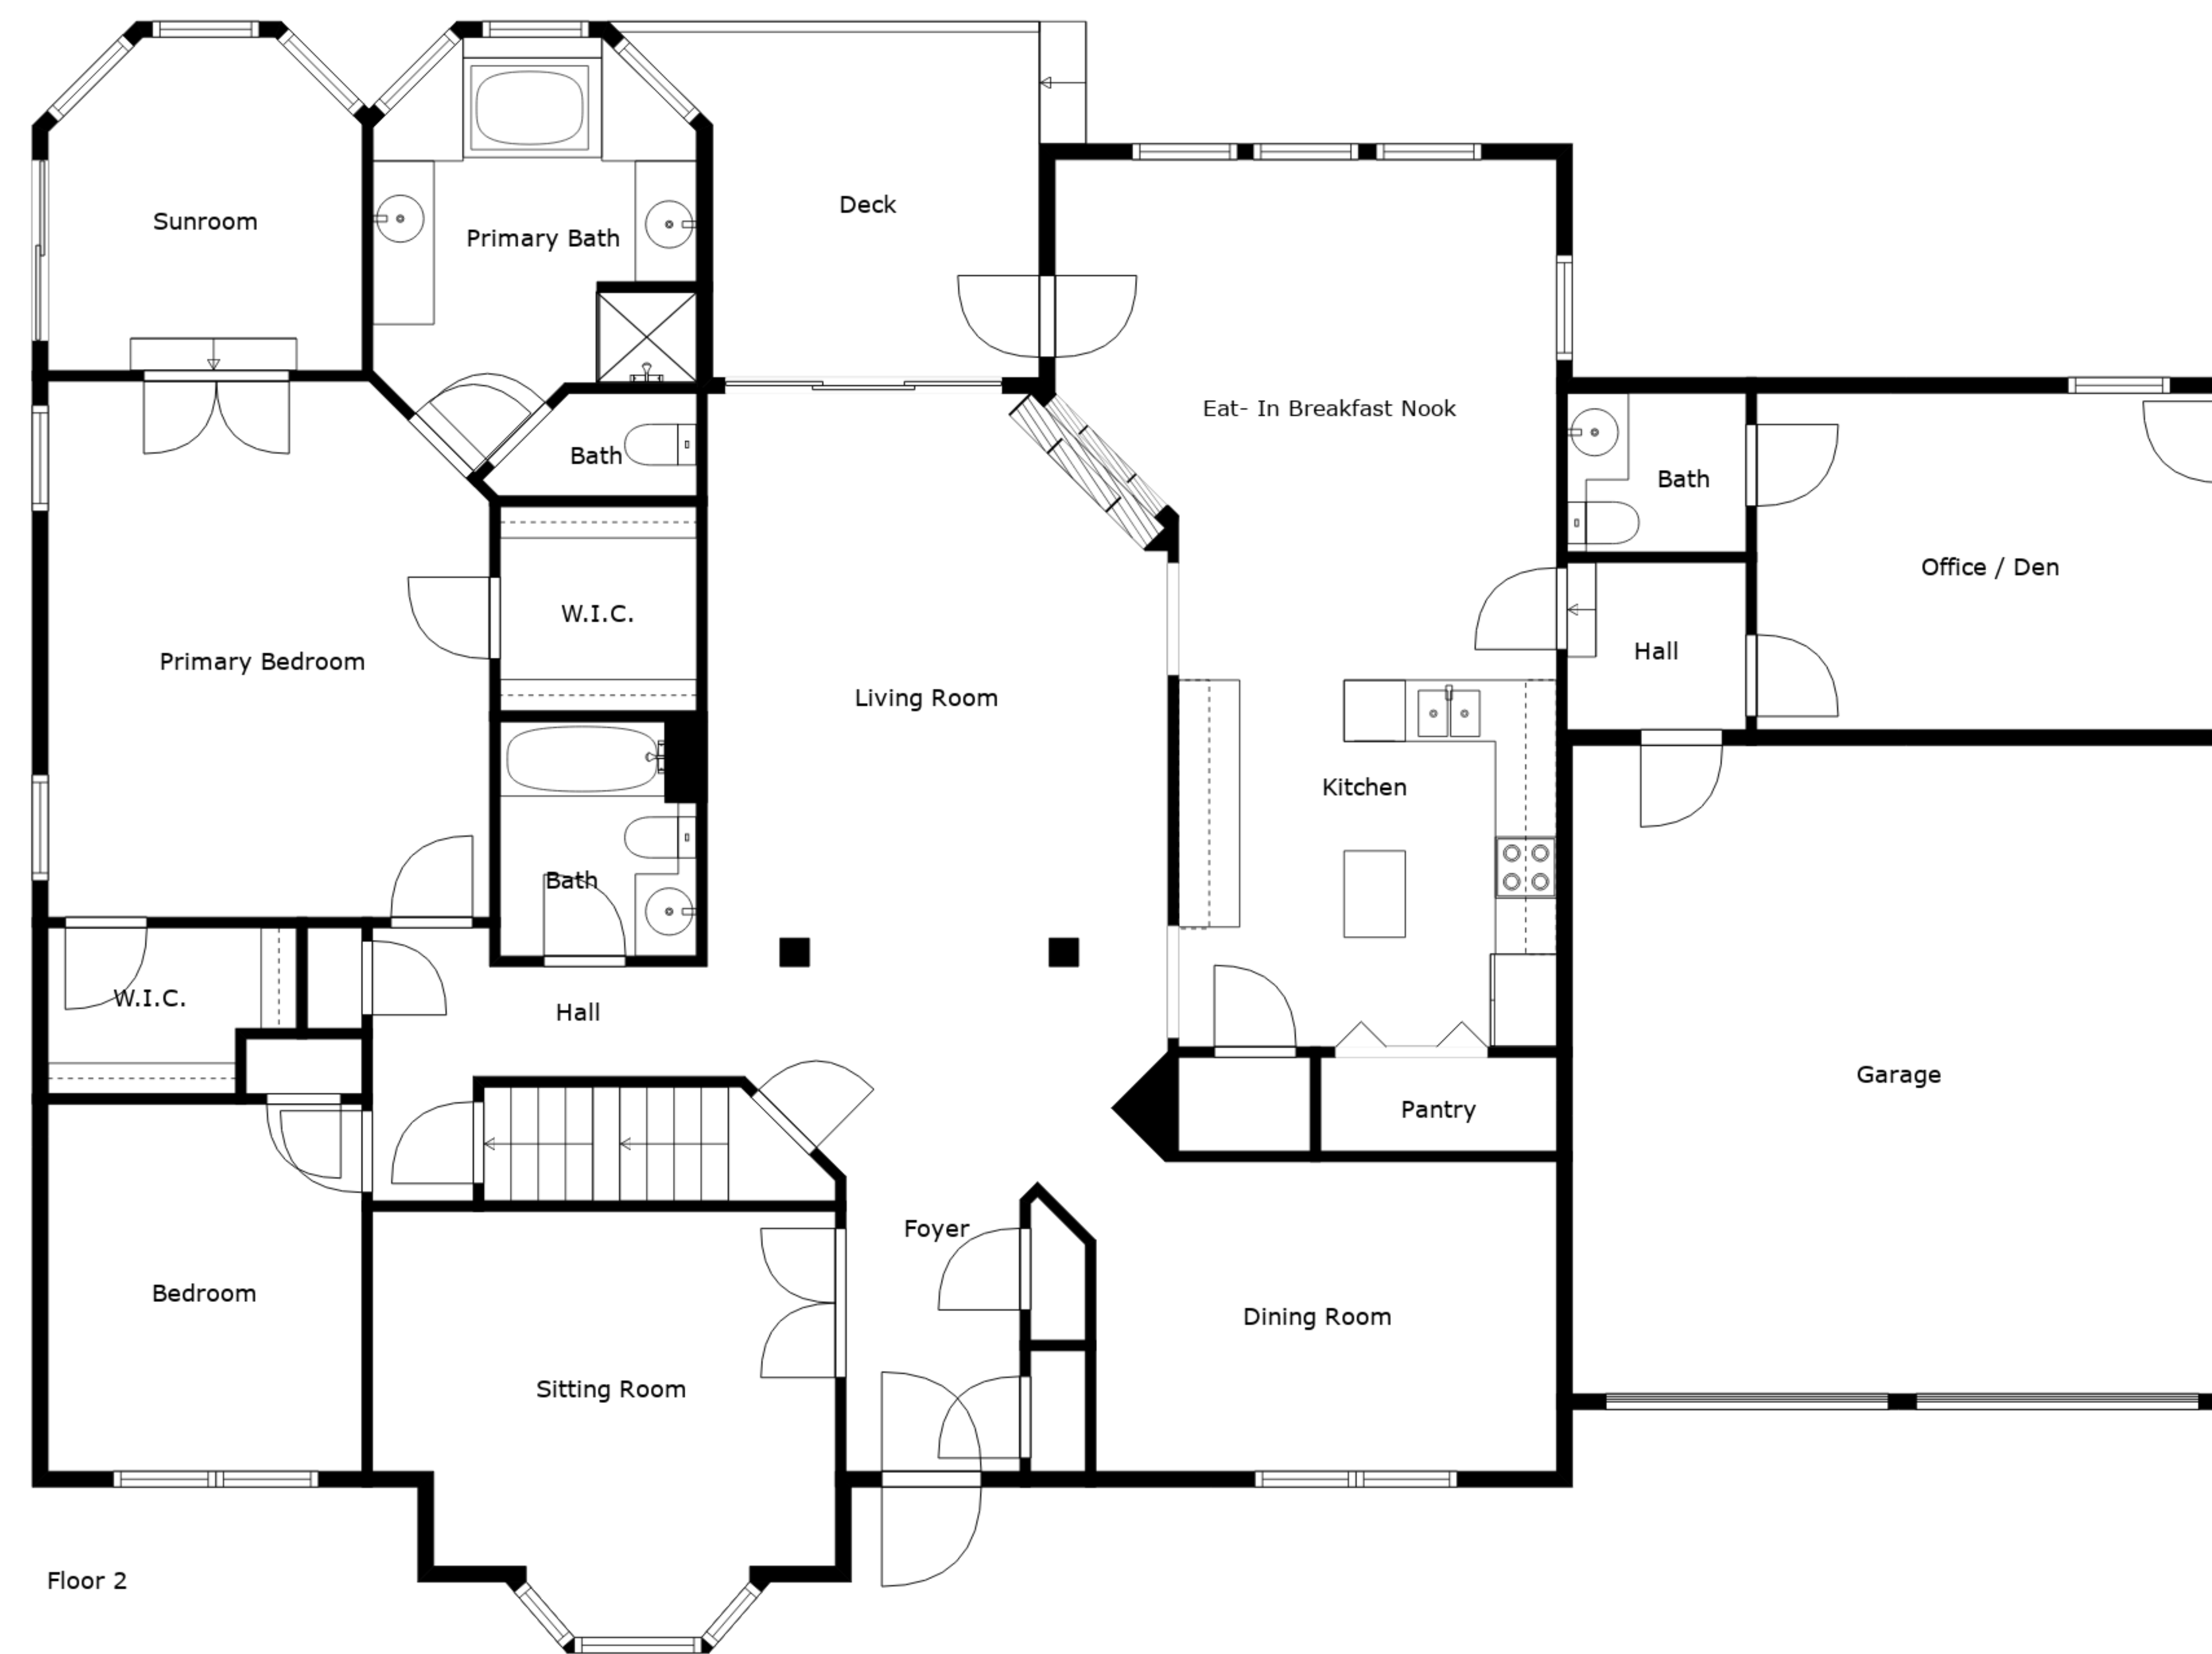 Deck
Sunroom
Primary Bath
Eat- In Breakfast Nook
Bath
Bath
Office / Den
W.I.C.
Hall
Primary Bedroom
Living Room
Kitchen
Bath
W.I.C.
Hall
Garage
Pantry
Foyer
Bedroom
Dining Room
Sitting Room
Floor 2